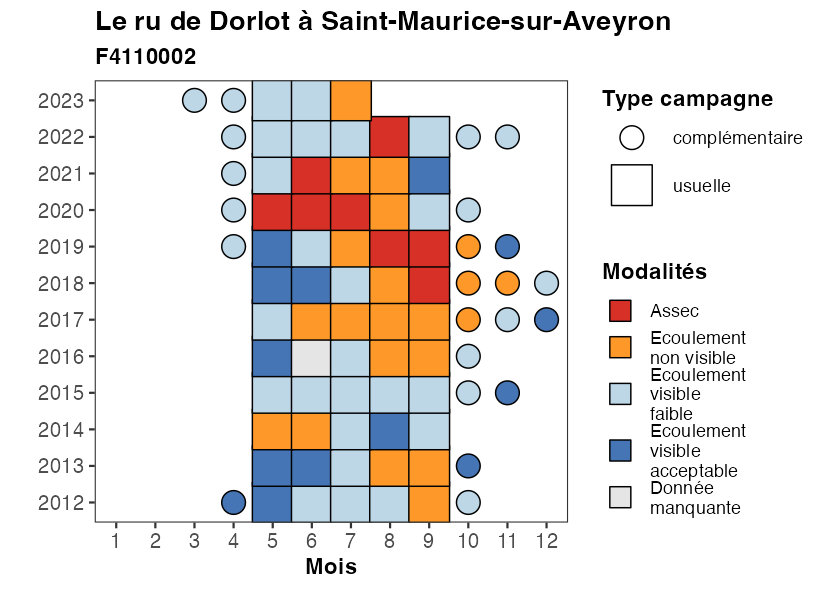 Le ru de Dorlot à Saint-Maurice-sur-Aveyron
F4110002
2023
2022
2021
2020
2019
2018
2017
2016
2015
2014
2013
2012
1 2 3 4 5 6 7 8 9 10 11 12
Mois
Type campagne
complémentaire
usuelle
Modalités
Assec
Ecoulement
non visible
Ecoulement
visible
faible
Ecoulement
visible
acceptable
Donnée
manquante